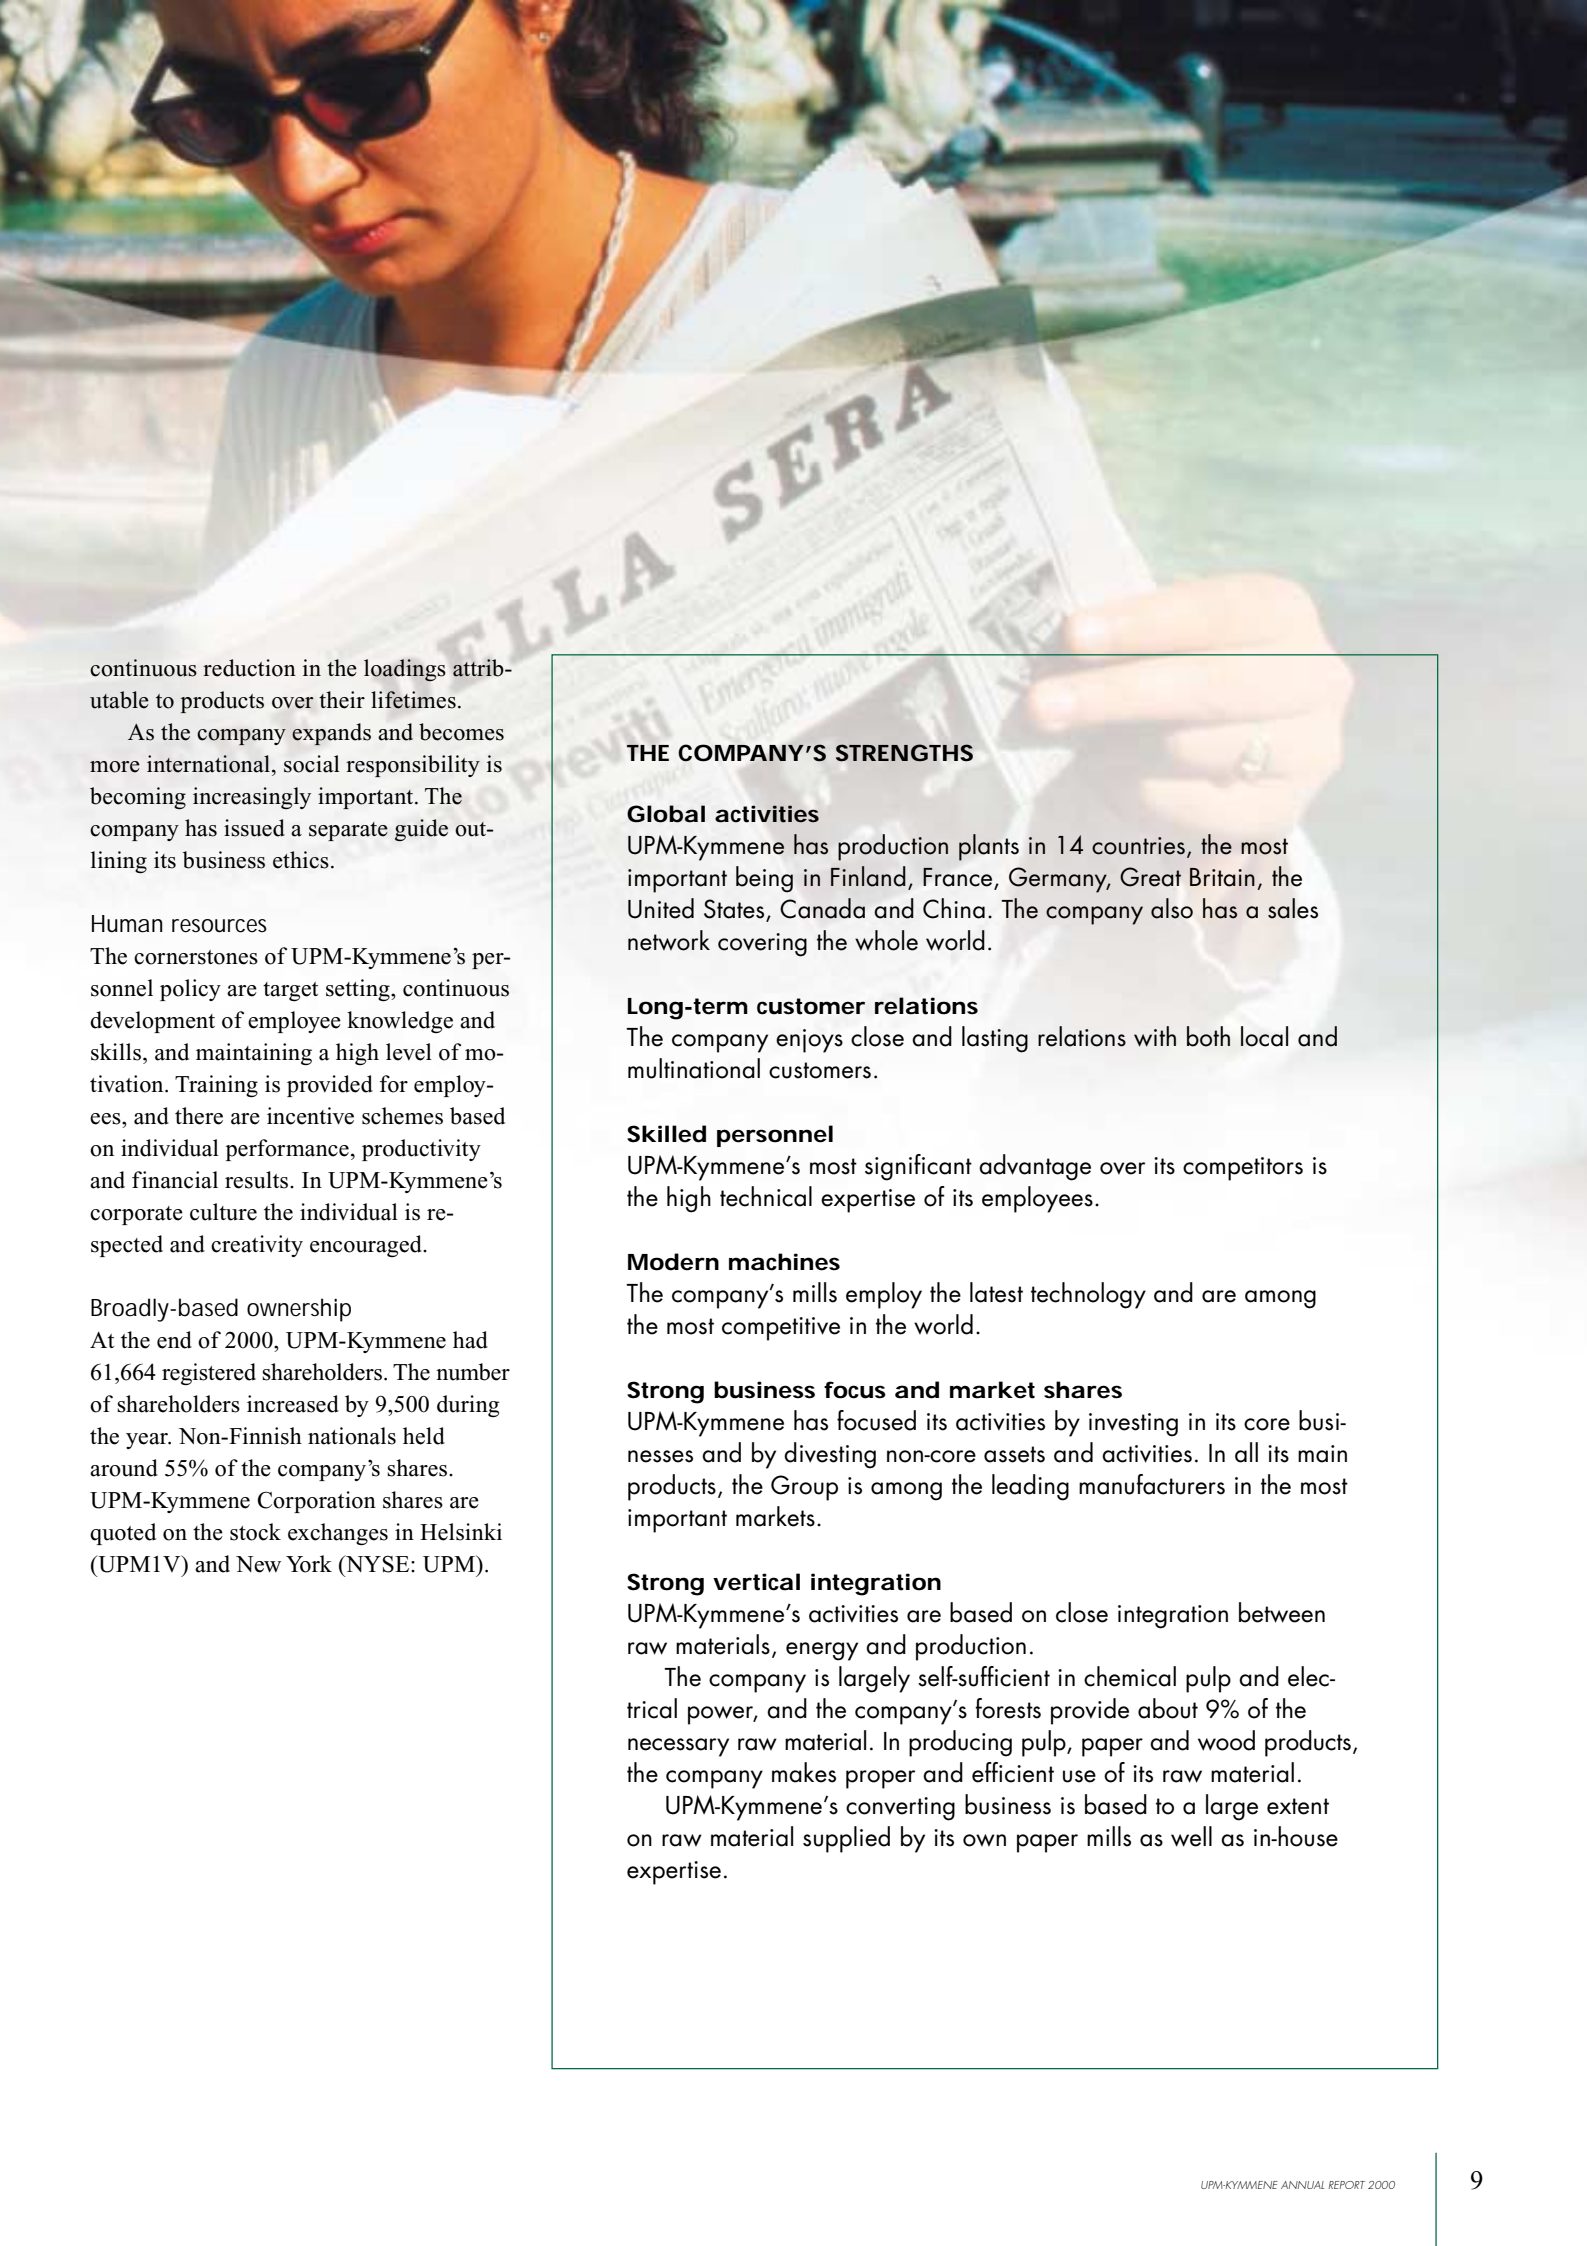 DELLA SERA
Emergenza immigrati
Scalfaro: nuove regole
Previti
continuous reduction in the loadings attrib-
utable to products over their lifetimes.
As the company expands and becomes
more international, social responsibility is
becoming increasingly important. The
company has issued a separate guide out-
lining its business ethics.
Human resources
The cornerstones of UPM-Kymmene’s per-
sonnel policy are target setting, continuous
development of employee knowledge and
skills, and maintaining a high level of mo-
tivation. Training is provided for employ-
ees, and there are incentive schemes based
on individual performance, productivity
and financial results. In UPM-Kymmene’s
corporate culture the individual is re-
spected and creativity encouraged.
Broadly-based ownership
At the end of 2000, UPM-Kymmene had
61,664 registered shareholders. The number
of shareholders increased by 9,500 during
the year. Non-Finnish nationals held
around 55% of the company’s shares.
UPM-Kymmene Corporation shares are
quoted on the stock exchanges in Helsinki
(UPM1V) and New York (NYSE: UPM).
THE COMPANY’S STRENGTHS
Global activities
UPM-Kymmene has production plants in 14 countries, the most
important being in Finland, France, Germany, Great Britain, the
United States, Canada and China. The company also has a sales
network covering the whole world.
Long-term customer relations
The company enjoys close and lasting relations with both local and
multinational customers.
Skilled personnel
UPM-Kymmene’s most significant advantage over its competitors is
the high technical expertise of its employees.
Modern machines
The company’s mills employ the latest technology and are among
the most competitive in the world.
Strong business focus and market shares
UPM-Kymmene has focused its activities by investing in its core busi-
nesses and by divesting non-core assets and activities. In all its main
products, the Group is among the leading manufacturers in the most
important markets.
Strong vertical integration
UPM-Kymmene’s activities are based on close integration between
raw materials, energy and production.
The company is largely self-sufficient in chemical pulp and elec-
trical power, and the company’s forests provide about 9% of the
necessary raw material. In producing pulp, paper and wood products,
the company makes proper and efficient use of its raw material.
UPM-Kymmene’s converting business is based to a large extent
on raw material supplied by its own paper mills as well as in-house
expertise.
UPM-KYMMENE ANNUAL REPORT 2000
9